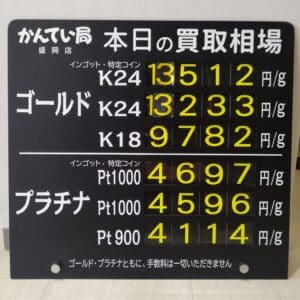 かんてい局 本日の買取相場
盛岡店
インゴット・特定コイン
K24 13512 円/g
ゴールド K24 13233 円/g
K18 9782 円/g
インゴット・特定コイン
Pt1000 4697 円/g
プラチナ Pt1000 4596 円/g
Pt900 4114 円/g
ゴールド・プラチナともに、手数料は一切いただきません